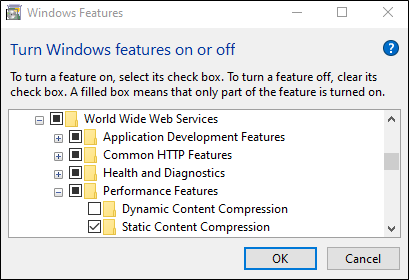 Windows Features
Turn Windows features on or off
To turn a feature on, select its check box. To turn a feature off, clear its
check box. A filled box means that only part of the feature is turned on.
World Wide Web Services
Application Development Features
Common HTTP Features
Health and Diagnostics
Performance Features
Dynamic Content Compression
Static Content Compression
OK Cancel